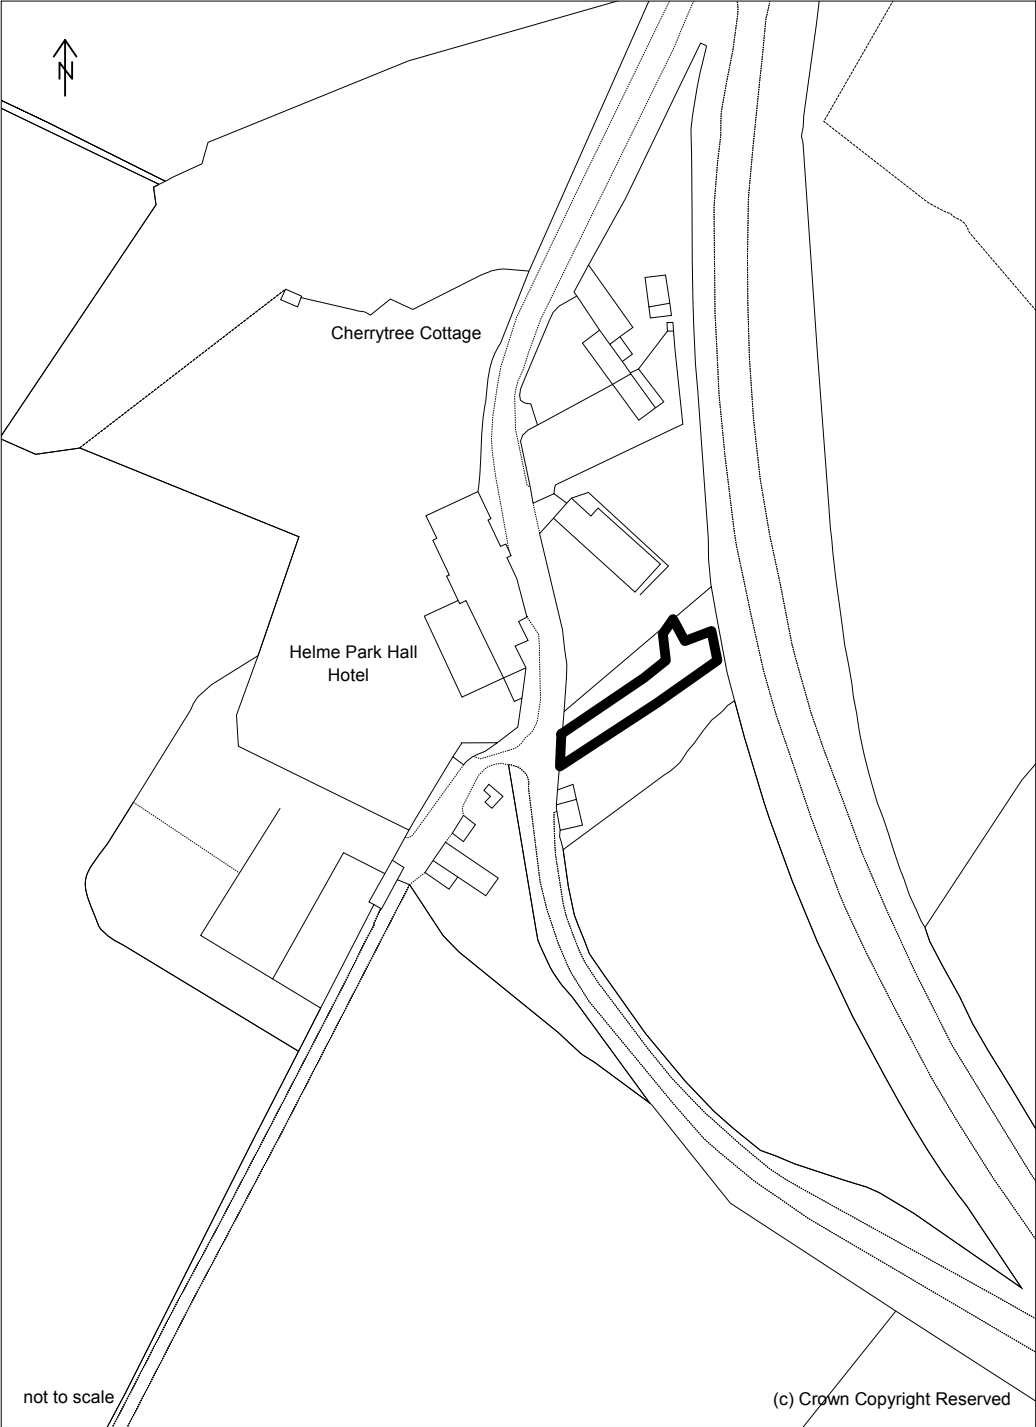 N
Cherrytree Cottage
Helme Park Hall
Hotel
not to scale
(c) Crown Copyright Reserved